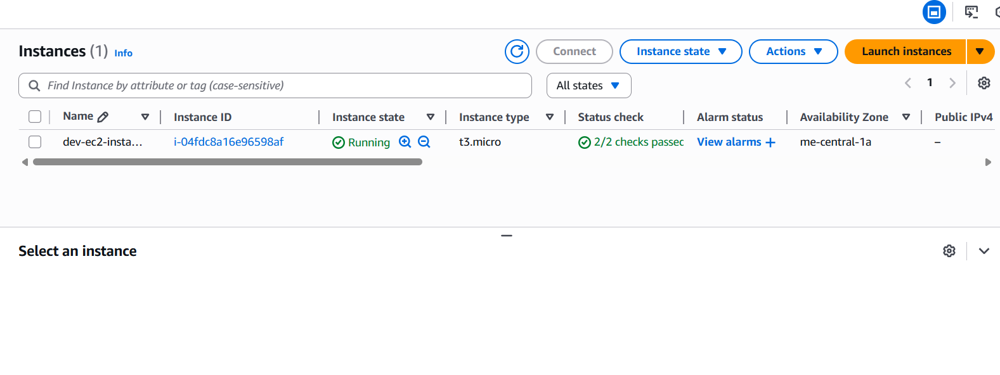 Instances (1) Info Connect Instance state Actions Launch instances
Find Instance by attribute or tag (case-sensitive) All states 1
Name Instance ID Instance state Instance type Status check Alarm status Availability Zone Public IPv4
dev-ec2-insta... i-04fdc8a16e96598af Running t3.micro 2/2 checks passec View alarms + me-central-1a –
Select an instance